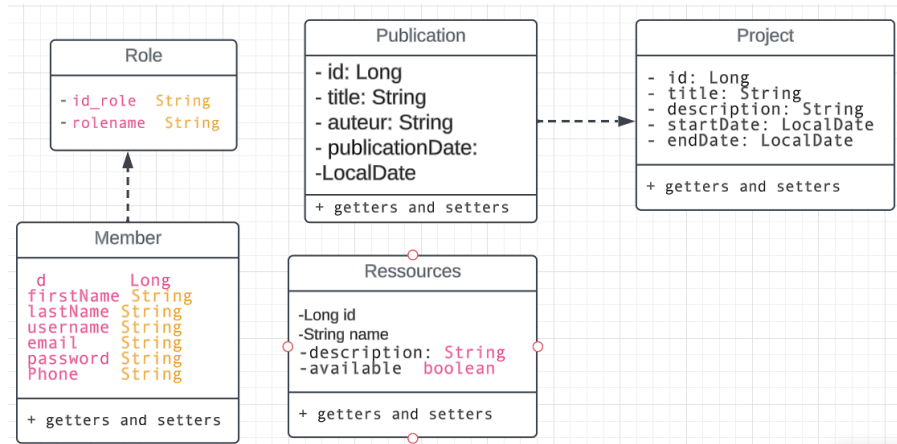 Role
- id_role String
- rolename String
Publication
- id: Long
- title: String
- auteur: String
- publicationDate:
-LocalDate
+ getters and setters
Project
- id: Long
- title: String
- description: String
- startDate: LocalDate
- endDate: LocalDate
+ getters and setters
Member
d Long
firstName String
lastName String
username String
email String
password String
Phone String
+ getters and setters
Ressources
-Long id
-String name
-description: String
-available boolean
+ getters and setters